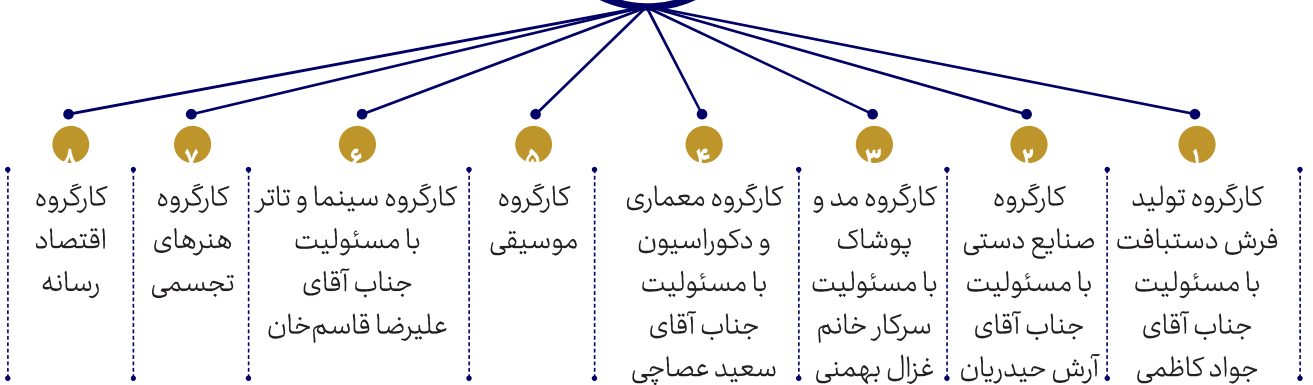 ۱
کارگروه تولید
فرش دستبافت
با مسئولیت
جناب آقای
جواد کاظمی
۲
کارگروه
صنایع دستی
با مسئولیت
جناب آقای
آرش حیدریان
۳
کارگروه مد و
پوشاک
با مسئولیت
سرکار خانم
غزال بهمنی
۴
کارگروه معماری
و دکوراسیون
با مسئولیت
جناب آقای
سعید عصاچی
۵
کارگروه
موسیقی
۶
کارگروه سینما و تاتر
با مسئولیت
جناب آقای
علیرضا قاسم‌خان
۷
کارگروه
هنرهای
تجسمی
۸
کارگروه
اقتصاد
رسانه